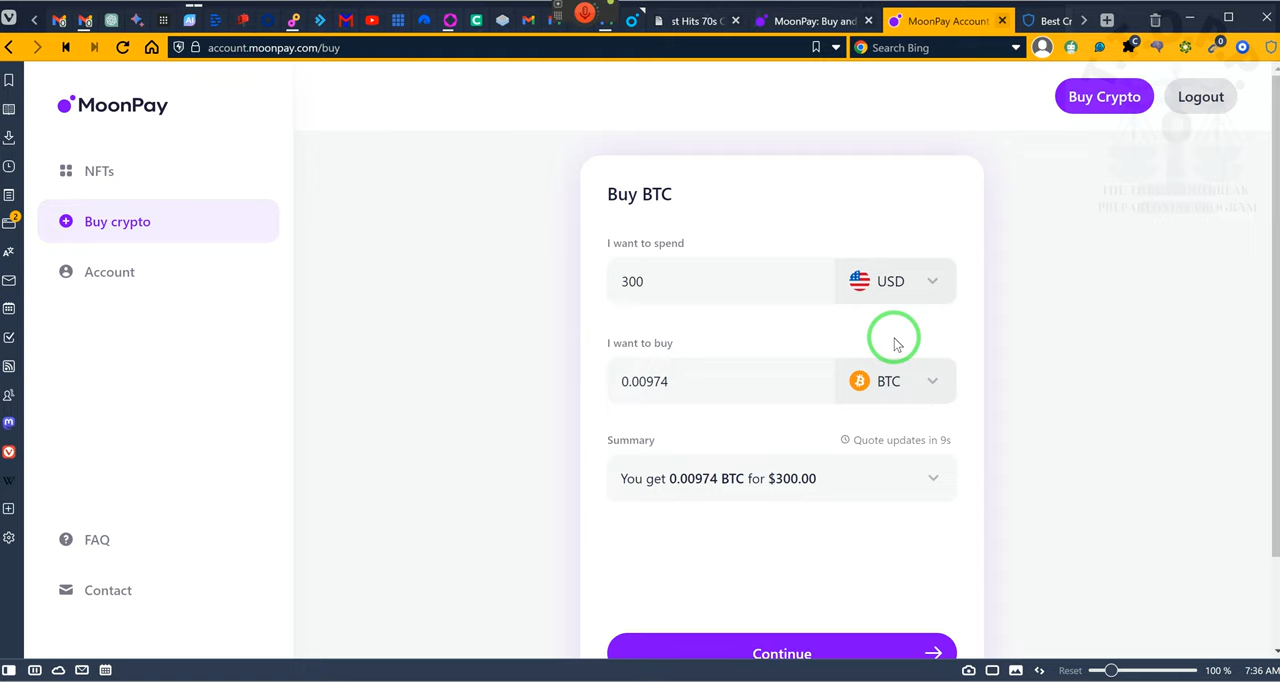 st Hits 70s C
MoonPay: Buy and
MoonPay Account
Best Cr
account.moonpay.com/buy
Search Bing
MoonPay
Buy Crypto
Logout
NFTs
Buy crypto
Account
Buy BTC
I want to spend
300
USD
I want to buy
0.00974
BTC
Summary
Quote updates in 9s
You get 0.00974 BTC for $300.00
FAQ
Contact
Continue
Reset
100 %
7:36 AM